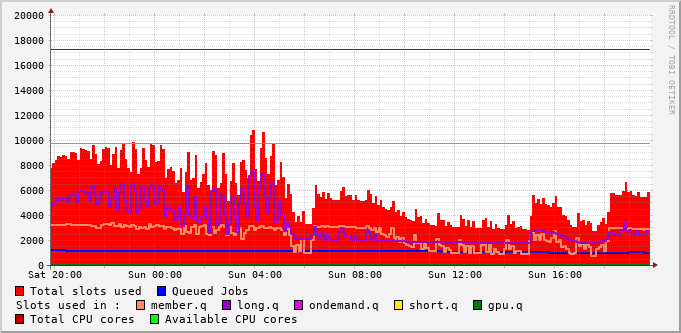 20000
18000
16000
14000
12000
10000
8000
6000
4000
2000
0
Sat 20:00 Sun 00:00 Sun 04:00 Sun 08:00 Sun 12:00 Sun 16:00
Total slots used Queued Jobs
Slots used in : member.q long.q ondemand.q short.q gpu.q
Total CPU cores Available CPU cores
RRDTOOL / TOBI OETIKER